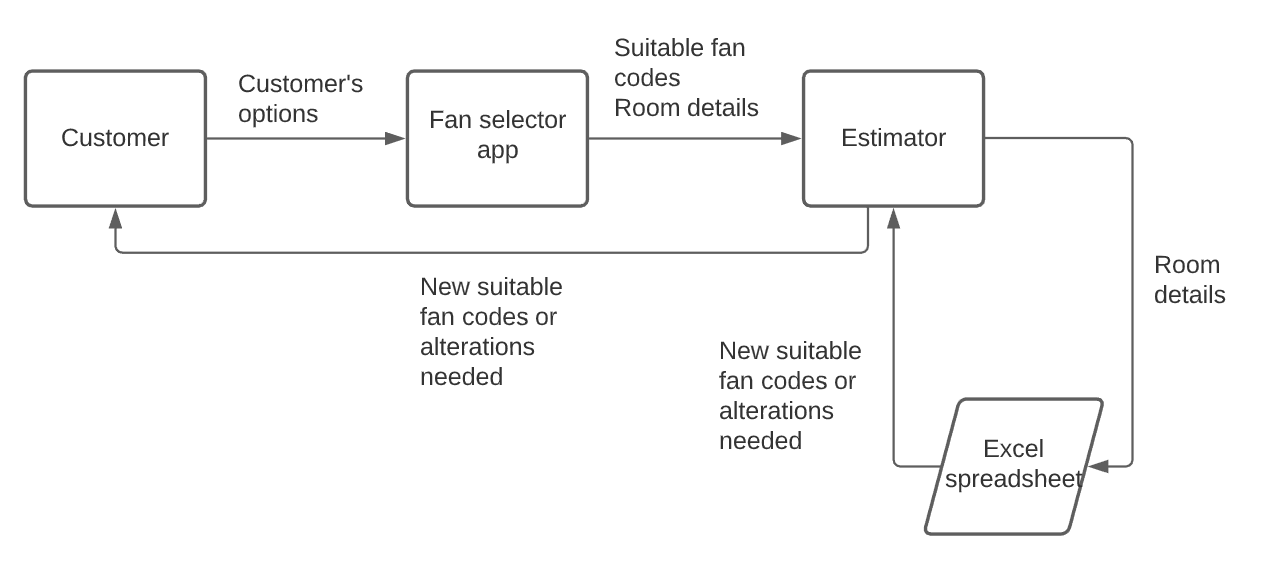 Customer
Customer's
options
Fan selector
app
Suitable fan
codes
Room details
Estimator
Room
details
New suitable
fan codes or
alterations
needed
New suitable
fan codes or
alterations
needed
Excel
spreadsheet